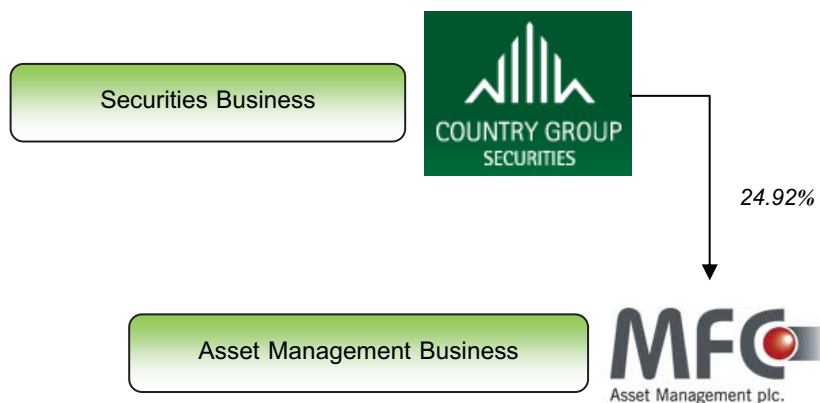 Securities Business
COUNTRY GROUP
SECURITIES
24.92%
Asset Management Business
MFC
Asset Management plc.